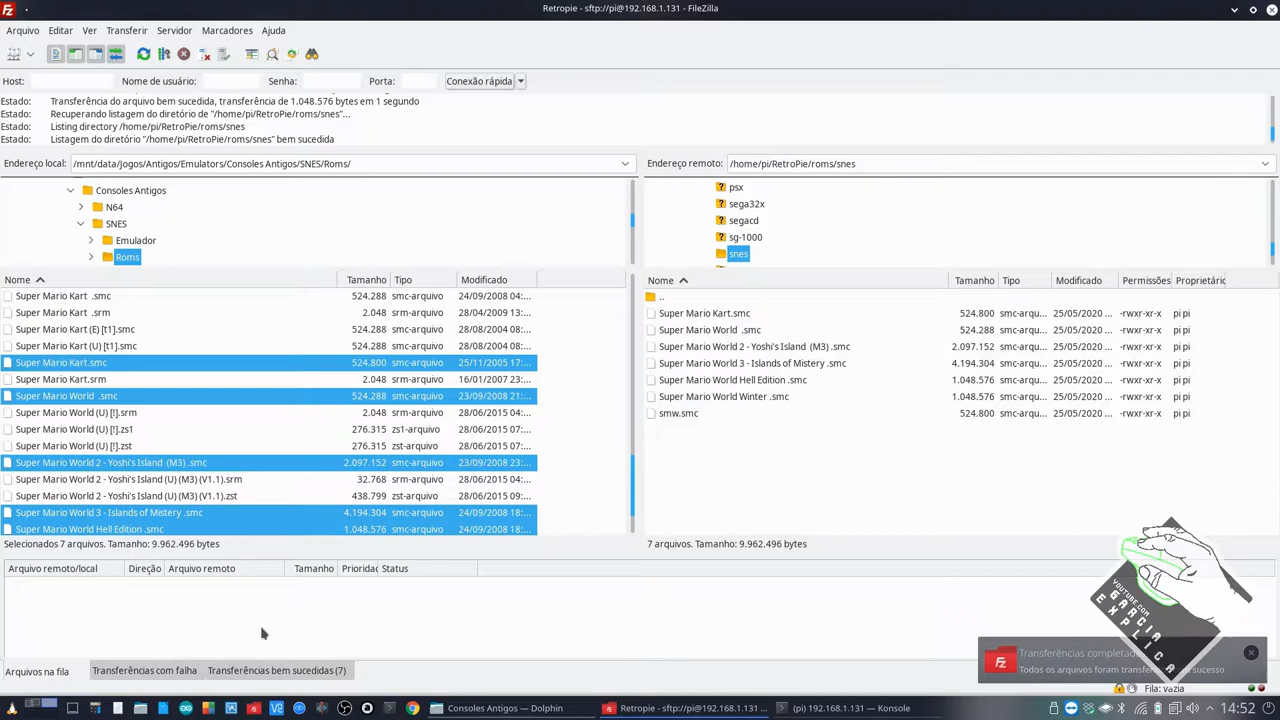 Retropie - sftp://pi@192.168.1.131 - FileZilla
Arquivo Editar Ver Transferir Servidor Marcadores Ajuda
Host: Nome de usuário: Senha: Porta: Conexão rápida
Estado: Transferência do arquivo bem sucedida, transferência de 1.048.576 bytes em 1 segundo
Estado: Recuperando listagem do diretório de "/home/pi/RetroPie/roms/snes"...
Estado: Listing directory /home/pi/RetroPie/roms/snes
Estado: Listagem do diretório "/home/pi/RetroPie/roms/snes" bem sucedida
Endereço local: /mnt/data/Jogos/Antigos/Emulators/Consoles Antigos/SNES/Roms/
Consoles Antigos
N64
SNES
Emulador
Roms
Nome Tamanho Tipo Modificado
Super Mario Kart .smc 524.288 smc-arquivo 24/09/2008 04:...
Super Mario Kart .srm 2.048 srm-arquivo 28/04/2009 13:...
Super Mario Kart (E) [t1].smc 524.288 smc-arquivo 28/08/2004 08:...
Super Mario Kart (U) [t1].smc 524.288 smc-arquivo 28/08/2004 08:...
Super Mario Kart.smc 524.800 smc-arquivo 25/11/2005 17:...
Super Mario Kart.srm 2.048 srm-arquivo 16/01/2007 23:...
Super Mario World .smc 524.288 smc-arquivo 23/09/2008 21:...
Super Mario World (U) [!].srm 2.048 srm-arquivo 28/06/2015 04:...
Super Mario World (U) [!].zs1 276.315 zs1-arquivo 28/06/2015 07:...
Super Mario World (U) [!].zst 276.315 zst-arquivo 28/06/2015 07:...
Super Mario World 2 - Yoshi's Island (M3) .smc 2.097.152 smc-arquivo 23/09/2008 23:...
Super Mario World 2 - Yoshi's Island (U) (M3) (V1.1).srm 32.768 srm-arquivo 28/06/2015 04:...
Super Mario World 2 - Yoshi's Island (U) (M3) (V1.1).zst 438.799 zst-arquivo 28/06/2015 09:...
Super Mario World 3 - Islands of Mistery .smc 4.194.304 smc-arquivo 24/09/2008 18:...
Super Mario World Hell Edition .smc 1.048.576 smc-arquivo 24/09/2008 18:...
Selecionados 7 arquivos. Tamanho: 9.962.496 bytes
Endereço remoto: /home/pi/RetroPie/roms/snes
psx
sega32x
segacd
sg-1000
snes
Nome Tamanho Tipo Modificado Permissões Proprietári
..
Super Mario Kart.smc 524.800 smc-arqu... 25/05/2020 ... -rwxr-xr-x pi pi
Super Mario World .smc 524.288 smc-arqu... 25/05/2020 ... -rwxr-xr-x pi pi
Super Mario World 2 - Yoshi's Island (M3) .smc 2.097.152 smc-arqu... 25/05/2020 ... -rwxr-xr-x pi pi
Super Mario World 3 - Islands of Mistery .smc 4.194.304 smc-arqu... 25/05/2020 ... -rwxr-xr-x pi pi
Super Mario World Hell Edition .smc 1.048.576 smc-arqu... 25/05/2020 ... -rwxr-xr-x pi pi
Super Mario World Winter .smc 1.048.576 smc-arqu... 25/05/2020 ... -rwxr-xr-x pi pi
smw.smc 524.800 smc-arqu... 25/05/2020 ... -rwxr-xr-x pi pi
7 arquivos. Tamanho: 9.962.496 bytes
Arquivo remoto/local Direção Arquivo remoto Tamanho Prioridad Status
Arquivos na fila Transferências com falha Transferências bem sucedidas (7)
YOUTUBE.COM
GARCIA
EXPLICA
Transferências completa
Todos os arquivos foram transfer sucesso
Fila: vazia
Consoles Antigos — Dolphin Retropie - sftp://pi@192.168.1.131 ... (pi) 192.168.1.131 — Konsole 14:52